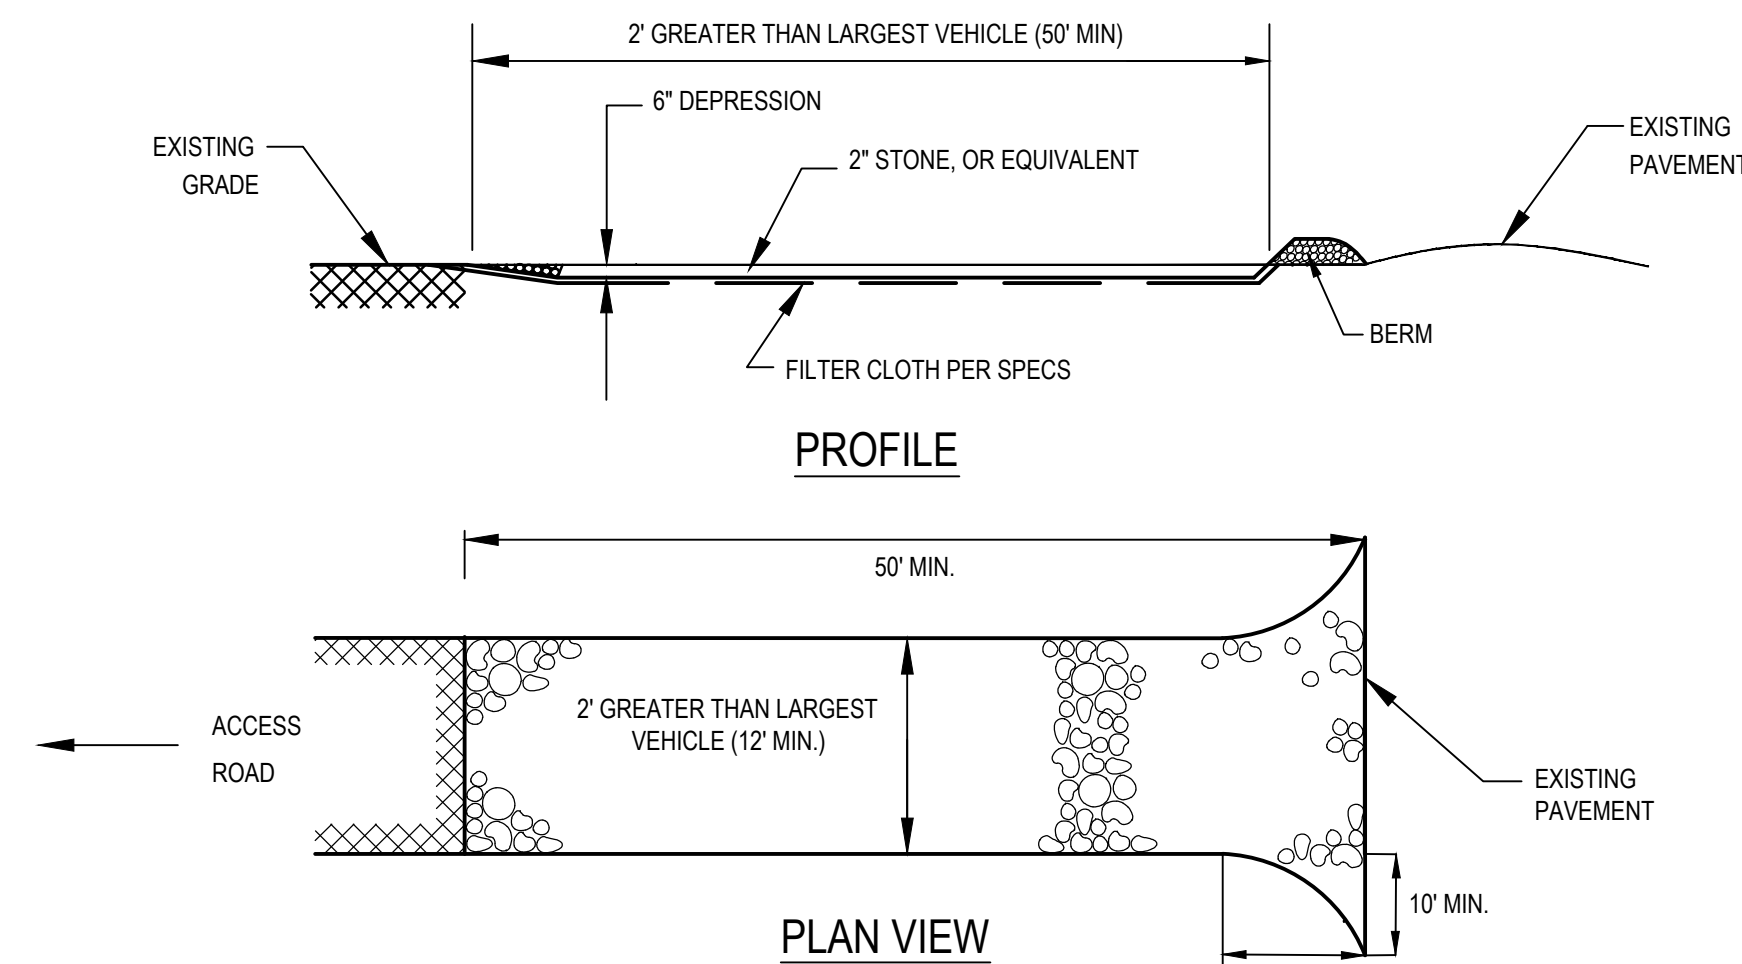 2' GREATER THAN LARGEST VEHICLE (50' MIN)
6" DEPRESSION
EXISTING
GRADE
2" STONE, OR EQUIVALENT
EXISTING
PAVEMENT
BERM
FILTER CLOTH PER SPECS
PROFILE
50' MIN.
2' GREATER THAN LARGEST
VEHICLE (12' MIN.)
ACCESS
ROAD
EXISTING
PAVEMENT
10' MIN.
PLAN VIEW